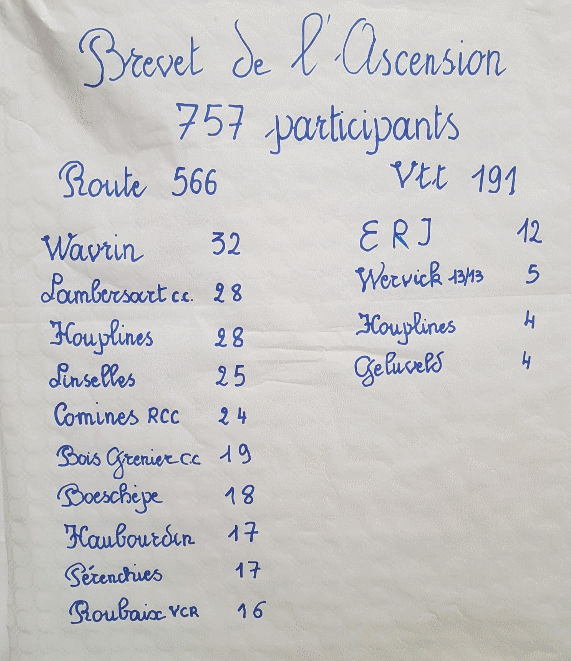 Brevet de l'Ascension
757 participants
Route 566
Wavrin 32
Lambersart cc. 28
Houplines 28
Linselles 25
Comines RCC 24
Bois Grenier cc 19
Boeschèpe 18
Haubourdin 17
Pérenchies 17
Roubaix VCR 16
Vtt 191
ERJ 12
Wervick 13/13 5
Houplines 4
Geluveld 4